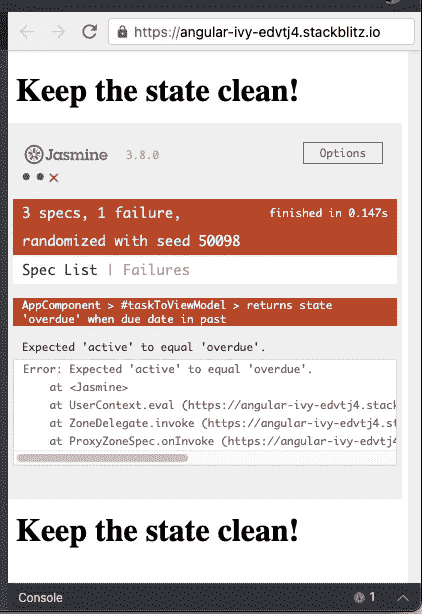 https://angular-ivy-edvtj4.stackblitz.io
Keep the state clean!
Jasmine 3.8.0
Options
3 specs, 1 failure,
finished in 0.147s
randomized with seed 50098
Spec List | Failures
AppComponent > #taskToViewModel > returns state
'overdue' when due date in past
Expected 'active' to equal 'overdue'.
Error: Expected 'active' to equal 'overdue'.
at <Jasmine>
at UserContext.eval (https://angular-ivy-edvtj4.stack
at ZoneDelegate.invoke (https://angular-ivy-edvtj4.st
at ProxyZoneSpec.onInvoke (https://angular-ivy-edvtj4
Keep the state clean!
Console
1